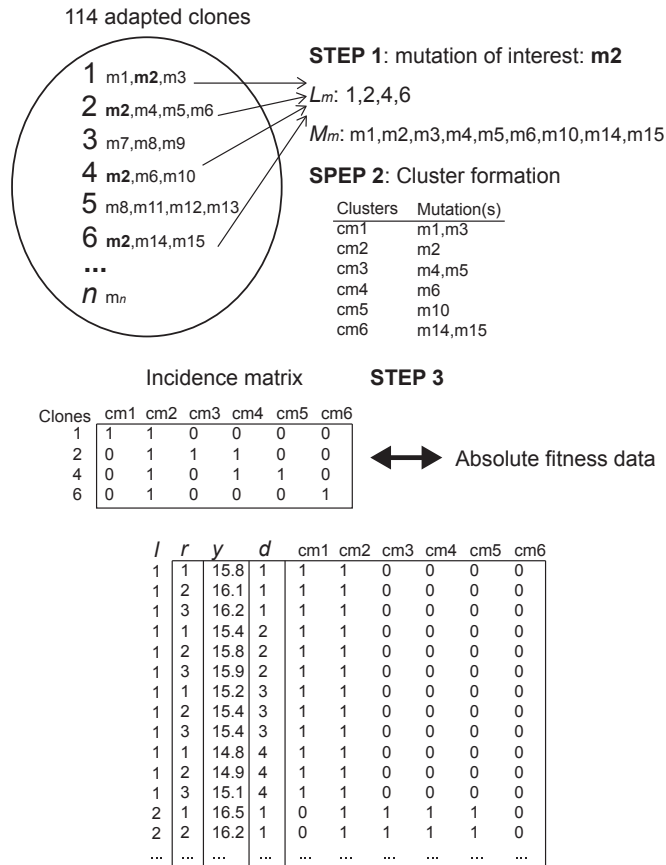 114 adapted clones
1 m1,m2,m3
2 m2,m4,m5,m6
3 m7,m8,m9
4 m2,m6,m10
5 m8,m11,m12,m13
6 m2,m14,m15
...
n mn
STEP 1: mutation of interest: m2
Lm: 1,2,4,6
Mm: m1,m2,m3,m4,m5,m6,m10,m14,m15
SPEP 2: Cluster formation
Clusters Mutation(s)
cm1 m1,m3
cm2 m2
cm3 m4,m5
cm4 m6
cm5 m10
cm6 m14,m15
Incidence matrix STEP 3
Clones cm1 cm2 cm3 cm4 cm5 cm6
1 1 1 0 0 0 0
2 0 1 1 1 0 0
4 0 1 0 1 1 0
6 0 1 0 0 0 1
Absolute fitness data
l r y d cm1 cm2 cm3 cm4 cm5 cm6
1 1 15.8 1 1 1 0 0 0 0
1 2 16.1 1 1 1 0 0 0 0
1 3 16.2 1 1 1 0 0 0 0
1 1 15.4 2 1 1 0 0 0 0
1 2 15.8 2 1 1 0 0 0 0
1 3 15.9 2 1 1 0 0 0 0
1 1 15.2 3 1 1 0 0 0 0
1 2 15.4 3 1 1 0 0 0 0
1 3 15.4 3 1 1 0 0 0 0
1 1 14.8 4 1 1 0 0 0 0
1 2 14.9 4 1 1 0 0 0 0
1 3 15.1 4 1 1 0 0 0 0
2 1 16.5 1 0 1 1 1 1 0
2 2 16.2 1 0 1 1 1 1 0
... ... ... ... ... ... ... ... ... ...